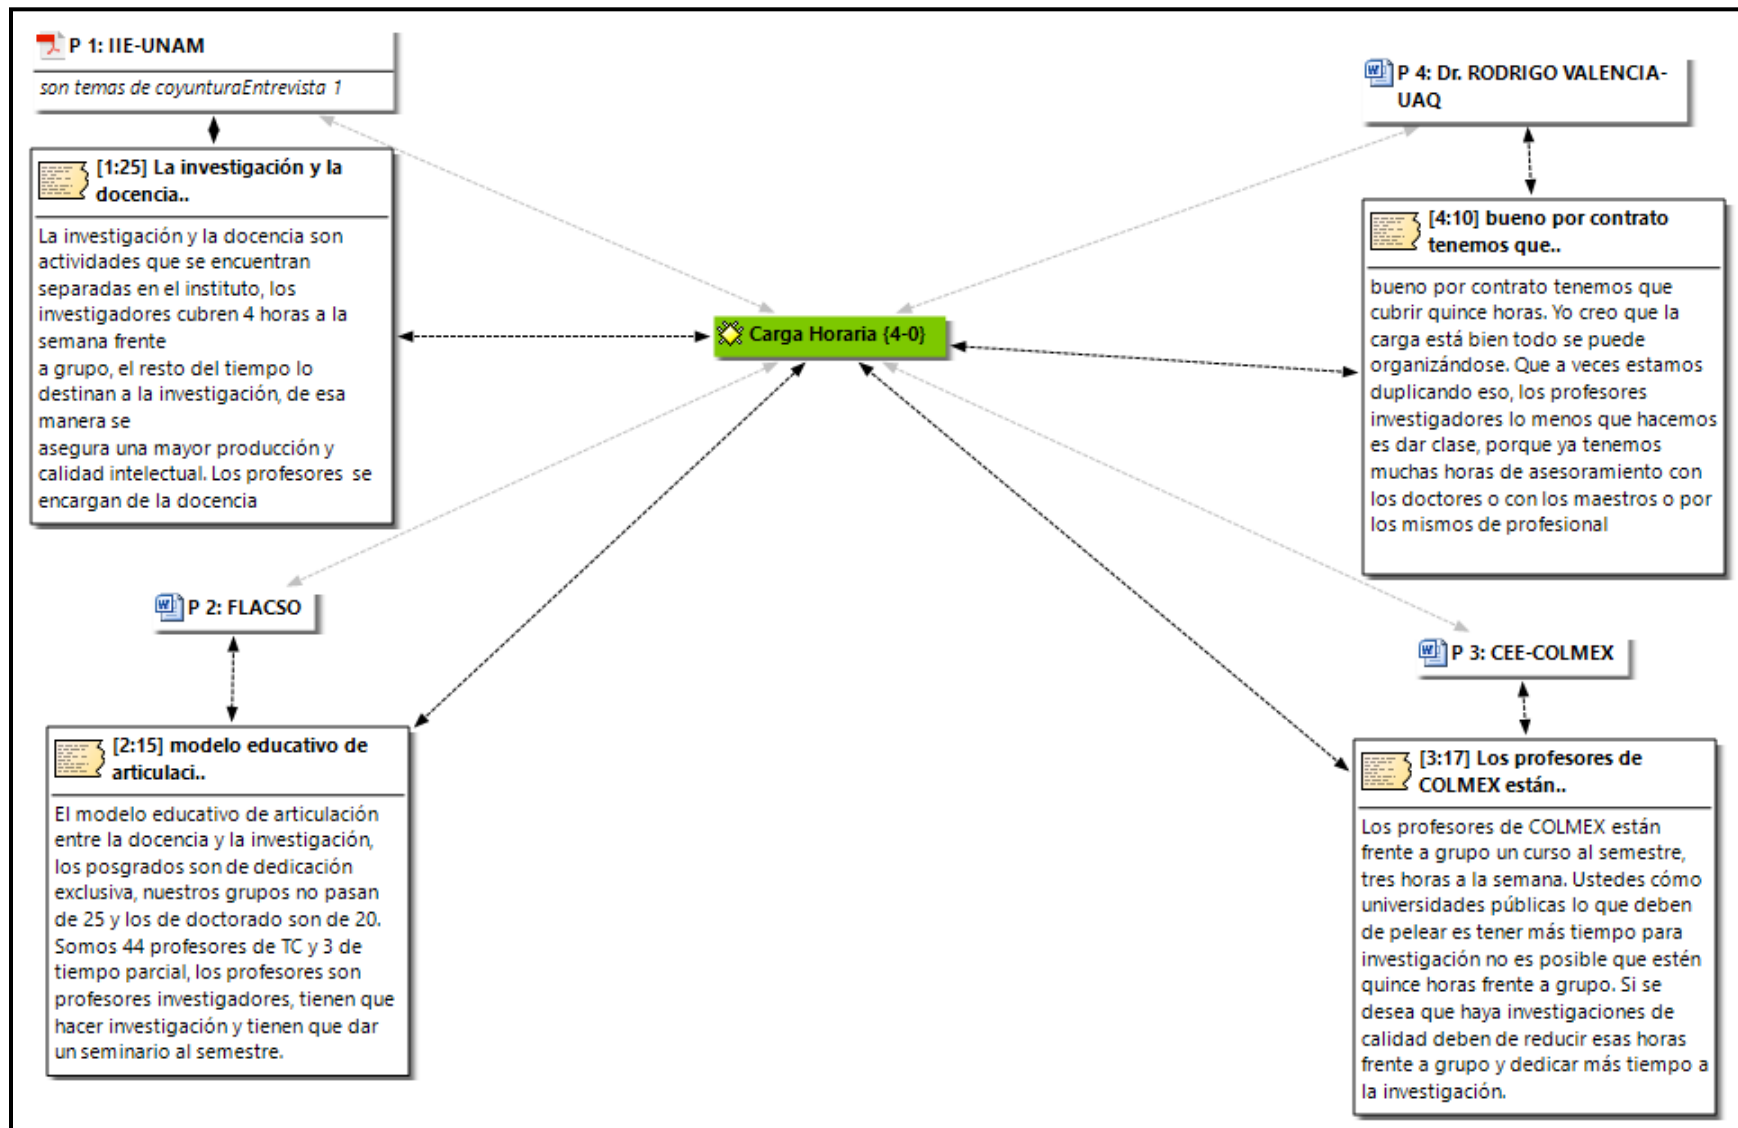 P 1: IIE-UNAM
son temas de coyunturaEntrevista 1
[1:25] La investigación y la
docencia..
La investigación y la docencia son
actividades que se encuentran
separadas en el instituto, los
investigadores cubren 4 horas a la
semana frente
a grupo, el resto del tiempo lo
destinan a la investigación, de esa
manera se
asegura una mayor producción y
calidad intelectual. Los profesores  se
encargan de la docencia
P 4: Dr. RODRIGO VALENCIA-
UAQ
[4:10] bueno por contrato
tenemos que..
bueno por contrato tenemos que
cubrir quince horas. Yo creo que la
carga está bien todo se puede
organizándose. Que a veces estamos
duplicando eso, los profesores
investigadores lo menos que hacemos
es dar clase, porque ya tenemos
muchas horas de asesoramiento con
los doctores o con los maestros o por
los mismos de profesional
Carga Horaria {4-0}
P 2: FLACSO
[2:15] modelo educativo de
articulaci..
El modelo educativo de articulación
entre la docencia y la investigación,
los posgrados son de dedicación
exclusiva, nuestros grupos no pasan
de 25 y los de doctorado son de 20.
Somos 44 profesores de TC y 3 de
tiempo parcial, los profesores son
profesores investigadores, tienen que
hacer investigación y tienen que dar
un seminario al semestre.
P 3: CEE-COLMEX
[3:17] Los profesores de
COLMEX están..
Los profesores de COLMEX están
frente a grupo un curso al semestre,
tres horas a la semana. Ustedes cómo
universidades públicas lo que deben
de pelear es tener más tiempo para
investigación no es posible que estén
quince horas frente a grupo. Si se
desea que haya investigaciones de
calidad deben de reducir esas horas
frente a grupo y dedicar más tiempo a
la investigación.